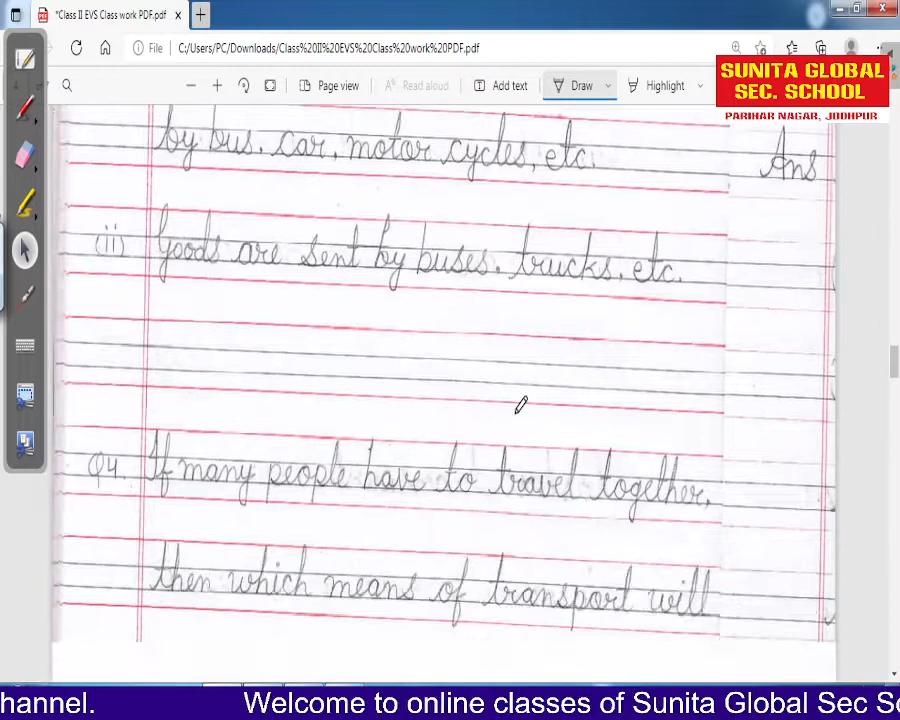 *Class II EVS Class work PDF.pdf
File C:/Users/PC/Downloads/Class%20II%20EVS%20Class%20work%20PDF.pdf
Page view Read aloud Add text Draw Highlight
SUNITA GLOBAL
SEC. SCHOOL
PARIHAR NAGAR, JODHPUR
by bus. car. motor cycles, etc.
Ans
(ii) Goods are sent by buses. trucks. etc.
Q4. If many people have to travel together,
then which means of transport will
hannel. Welcome to online classes of Sunita Global Sec Sc